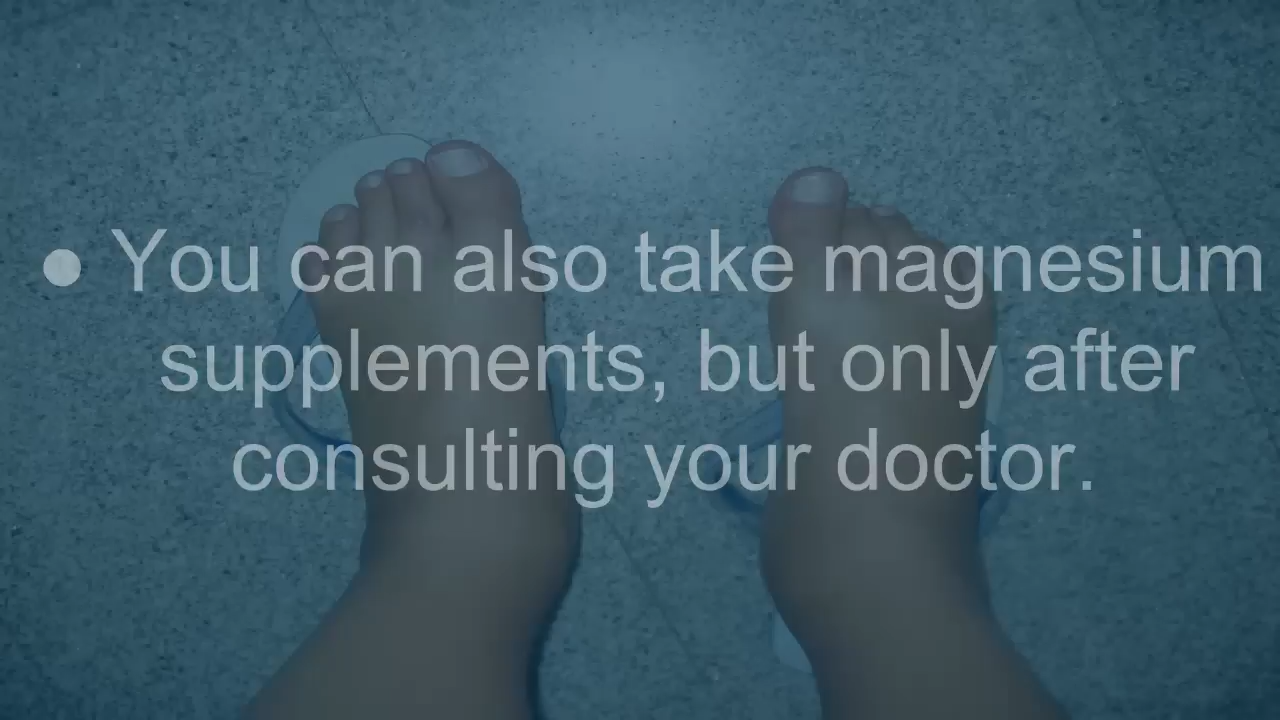 ● You can also take magnesium
supplements, but only after
consulting your doctor.